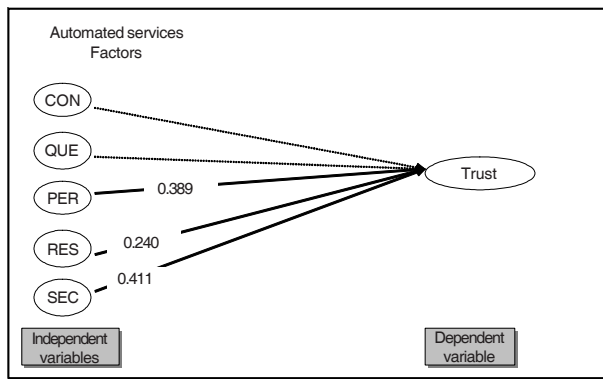 Automated services
Factors
CON
QUE
PER
0.389
Trust
RES
0.240
0.411
SEC
Independent
variables
Dependent
variable